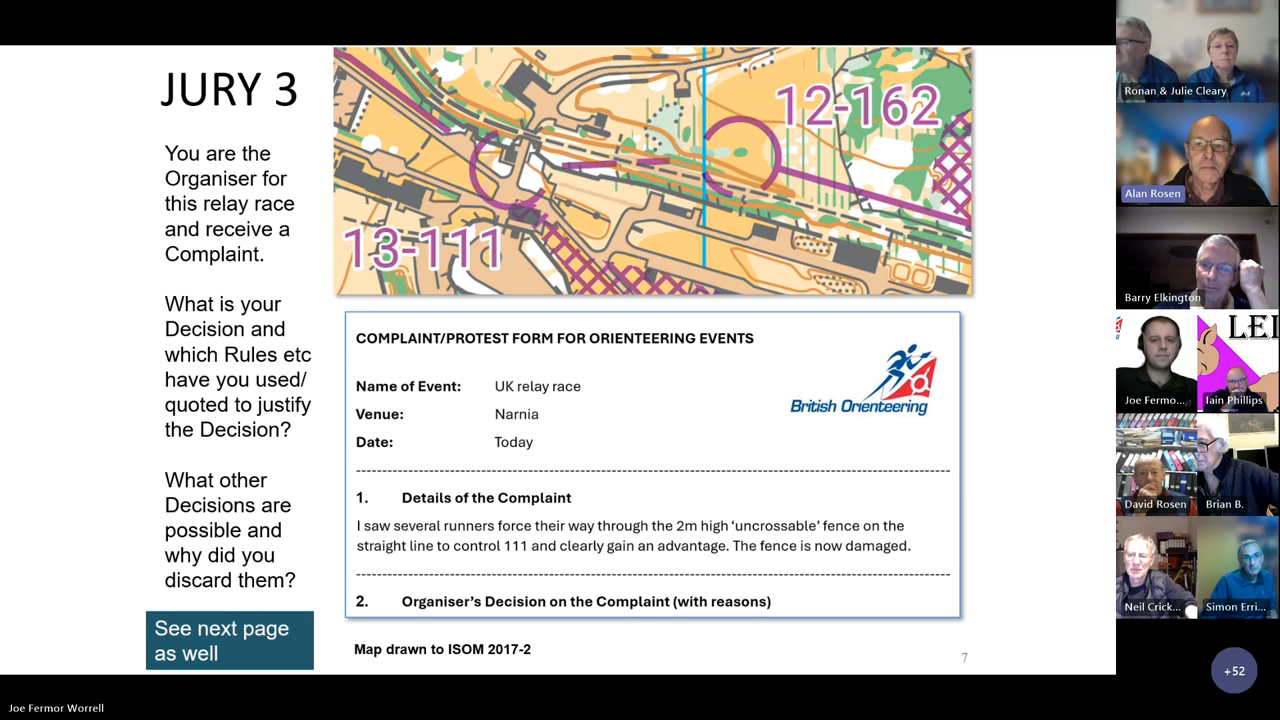 JURY 3
You are the
Organiser for
this relay race
and receive a
Complaint.
What is your
Decision and
which Rules etc
have you used/
quoted to justify
the Decision?
What other
Decisions are
possible and
why did you
discard them?
See next page
as well
12-162
13-111
COMPLAINT/PROTEST FORM FOR ORIENTEERING EVENTS
Name of Event: UK relay race
Venue: Narnia
Date: Today
British Orienteering
1. Details of the Complaint
I saw several runners force their way through the 2m high ‘uncrossable’ fence on the
straight line to control 111 and clearly gain an advantage. The fence is now damaged.
2. Organiser’s Decision on the Complaint (with reasons)
Map drawn to ISOM 2017-2
7
Ronan & Julie Cleary
Alan Rosen
Barry Elkington
Joe Fermo...
LEI
Iain Phillips
David Rosen
Brian B.
Neil Crick...
Simon Erri...
+52
Joe Fermor Worrell